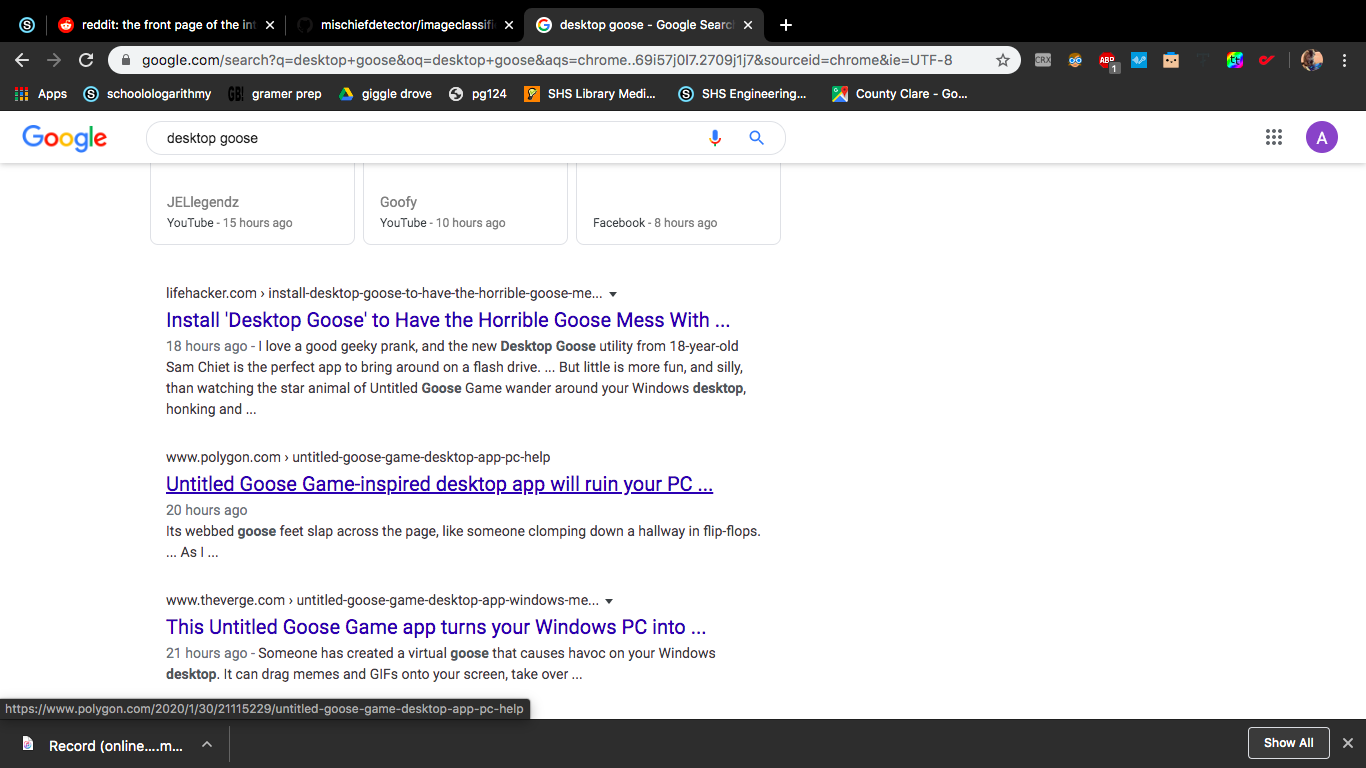 reddit: the front page of the int
mischiefdetector/imageclassifi
desktop goose - Google Search
google.com/search?q=desktop+goose&oq=desktop+goose&aqs=chrome..69i57j0l7.2709j1j7&sourceid=chrome&ie=UTF-8
CRX
ABP
1
Apps
schoolologarithmy
GB!
gramer prep
giggle drove
pg124
SHS Library Medi...
SHS Engineering...
County Clare - Go...
Google
desktop goose
A
JELlegendz
YouTube - 15 hours ago
Goofy
YouTube - 10 hours ago
Facebook - 8 hours ago
lifehacker.com › install-desktop-goose-to-have-the-horrible-goose-me...
Install 'Desktop Goose' to Have the Horrible Goose Mess With ...
18 hours ago - I love a good geeky prank, and the new Desktop Goose utility from 18-year-old
Sam Chiet is the perfect app to bring around on a flash drive. ... But little is more fun, and silly,
than watching the star animal of Untitled Goose Game wander around your Windows desktop,
honking and ...
www.polygon.com › untitled-goose-game-desktop-app-pc-help
Untitled Goose Game-inspired desktop app will ruin your PC ...
20 hours ago
Its webbed goose feet slap across the page, like someone clomping down a hallway in flip-flops.
... As I ...
www.theverge.com › untitled-goose-game-desktop-app-windows-me...
This Untitled Goose Game app turns your Windows PC into ...
21 hours ago - Someone has created a virtual goose that causes havoc on your Windows
desktop. It can drag memes and GIFs onto your screen, take over ...
https://www.polygon.com/2020/1/30/21115229/untitled-goose-game-desktop-app-pc-help
Record (online....m...
Show All